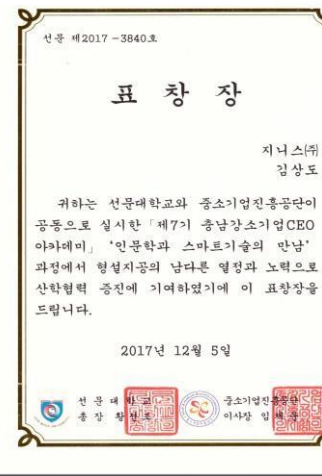 선문 제2017 -3840호
표 창 장
지니스(주)
김상도
귀하는 선문대학교와 중소기업진흥공단이
공동으로 실시한 「제7기 충남강소기업CEO
아카데미」 '인문학과 스마트기술의 만남'
과정에서 형설지공의 남다른 열정과 노력으로
산학협력 증진에 기여하였기에 이 표창장을
드립니다.
2017년 12월 5일
선 문 대 학 교 중소기업진흥공단
총 장 황 이사장 임